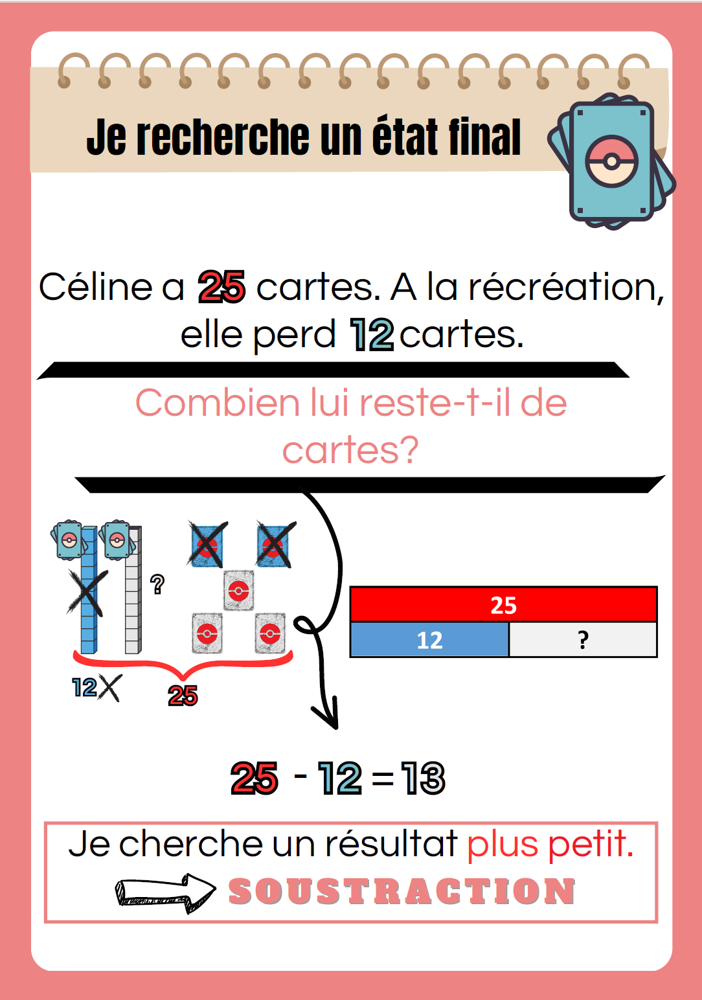 Je recherche un état final
Céline a 25 cartes. A la récréation,
elle perd 12 cartes.
Combien lui reste-t-il de
cartes?
?
12
25
25
12 ?
25 - 12 = 13
Je cherche un résultat plus petit.
SOUSTRACTION